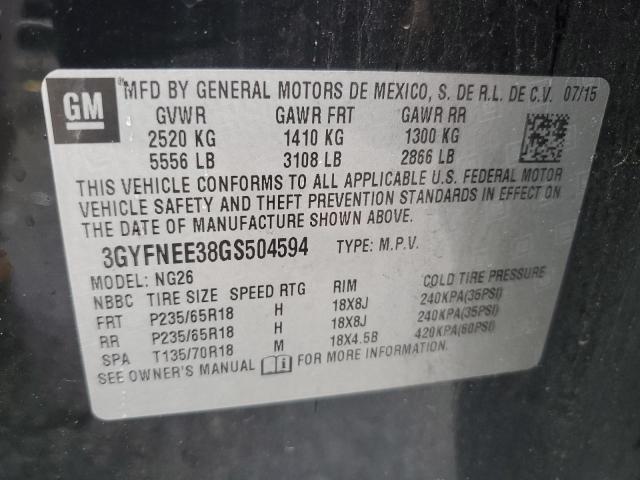 GM ® MFD BY GENERAL MOTORS DE MEXICO, S. DE R.L. DE C.V. 07/15
GVWR GAWR FRT GAWR RR
2520 KG 1410 KG 1300 KG
5556 LB 3108 LB 2866 LB
THIS VEHICLE CONFORMS TO ALL APPLICABLE U.S. FEDERAL
VEHICLE SAFETY AND THEFT PREVENTION STANDARDS IN EFFECT ON
THE DATE OF MANUFACTURE SHOWN ABOVE.
3GYFNEE38GS504594 TYPE: M.P.V.
MODEL: NG26
NBBC TIRE SIZE SPEED RTG RIM COLD TIRE PRESSURE
FRT P235/65R18 H 18X8J 240KPA(35PSI)
RR P235/65R18 H 18X8J 240KPA(35PSI)
SPA T135/70R18 M 18X4.5B 420KPA(60PSI)
SEE OWNER'S MANUAL FOR MORE INFORMATION.